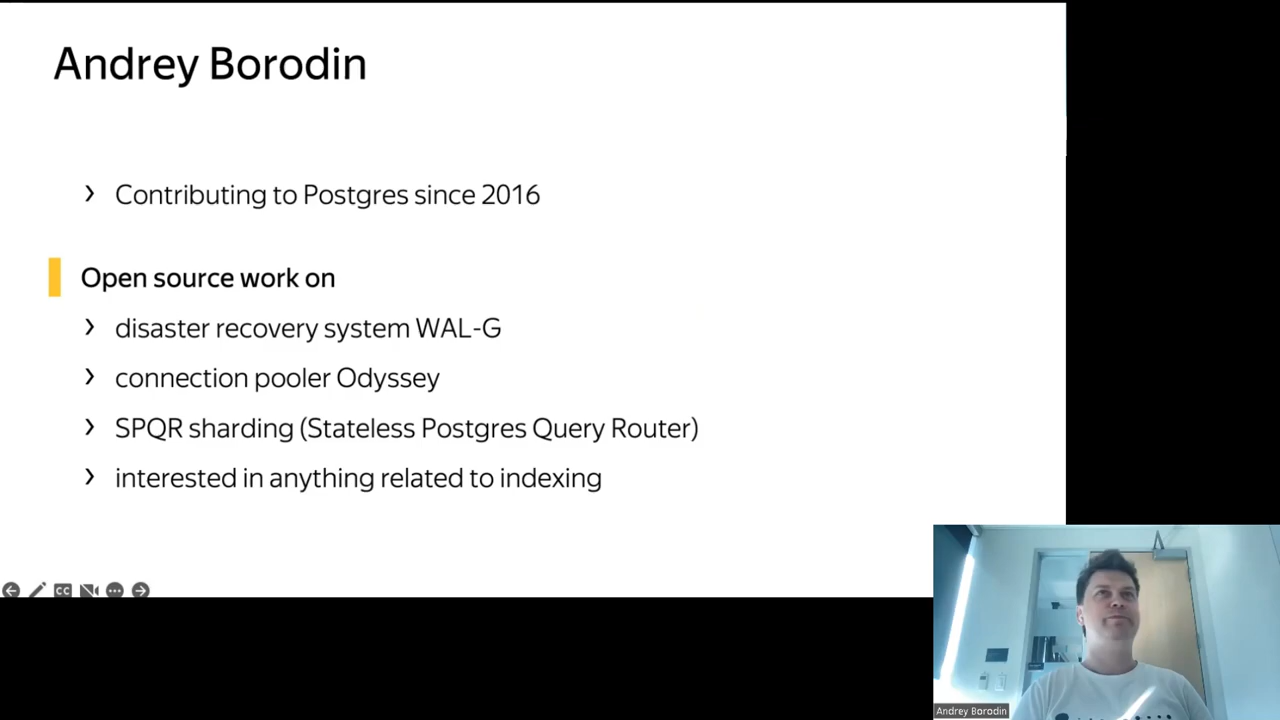 Andrey Borodin
Contributing to Postgres since 2016
Open source work on
disaster recovery system WAL-G
connection pooler Odyssey
SPQR sharding (Stateless Postgres Query Router)
interested in anything related to indexing
CC
Andrey Borodin